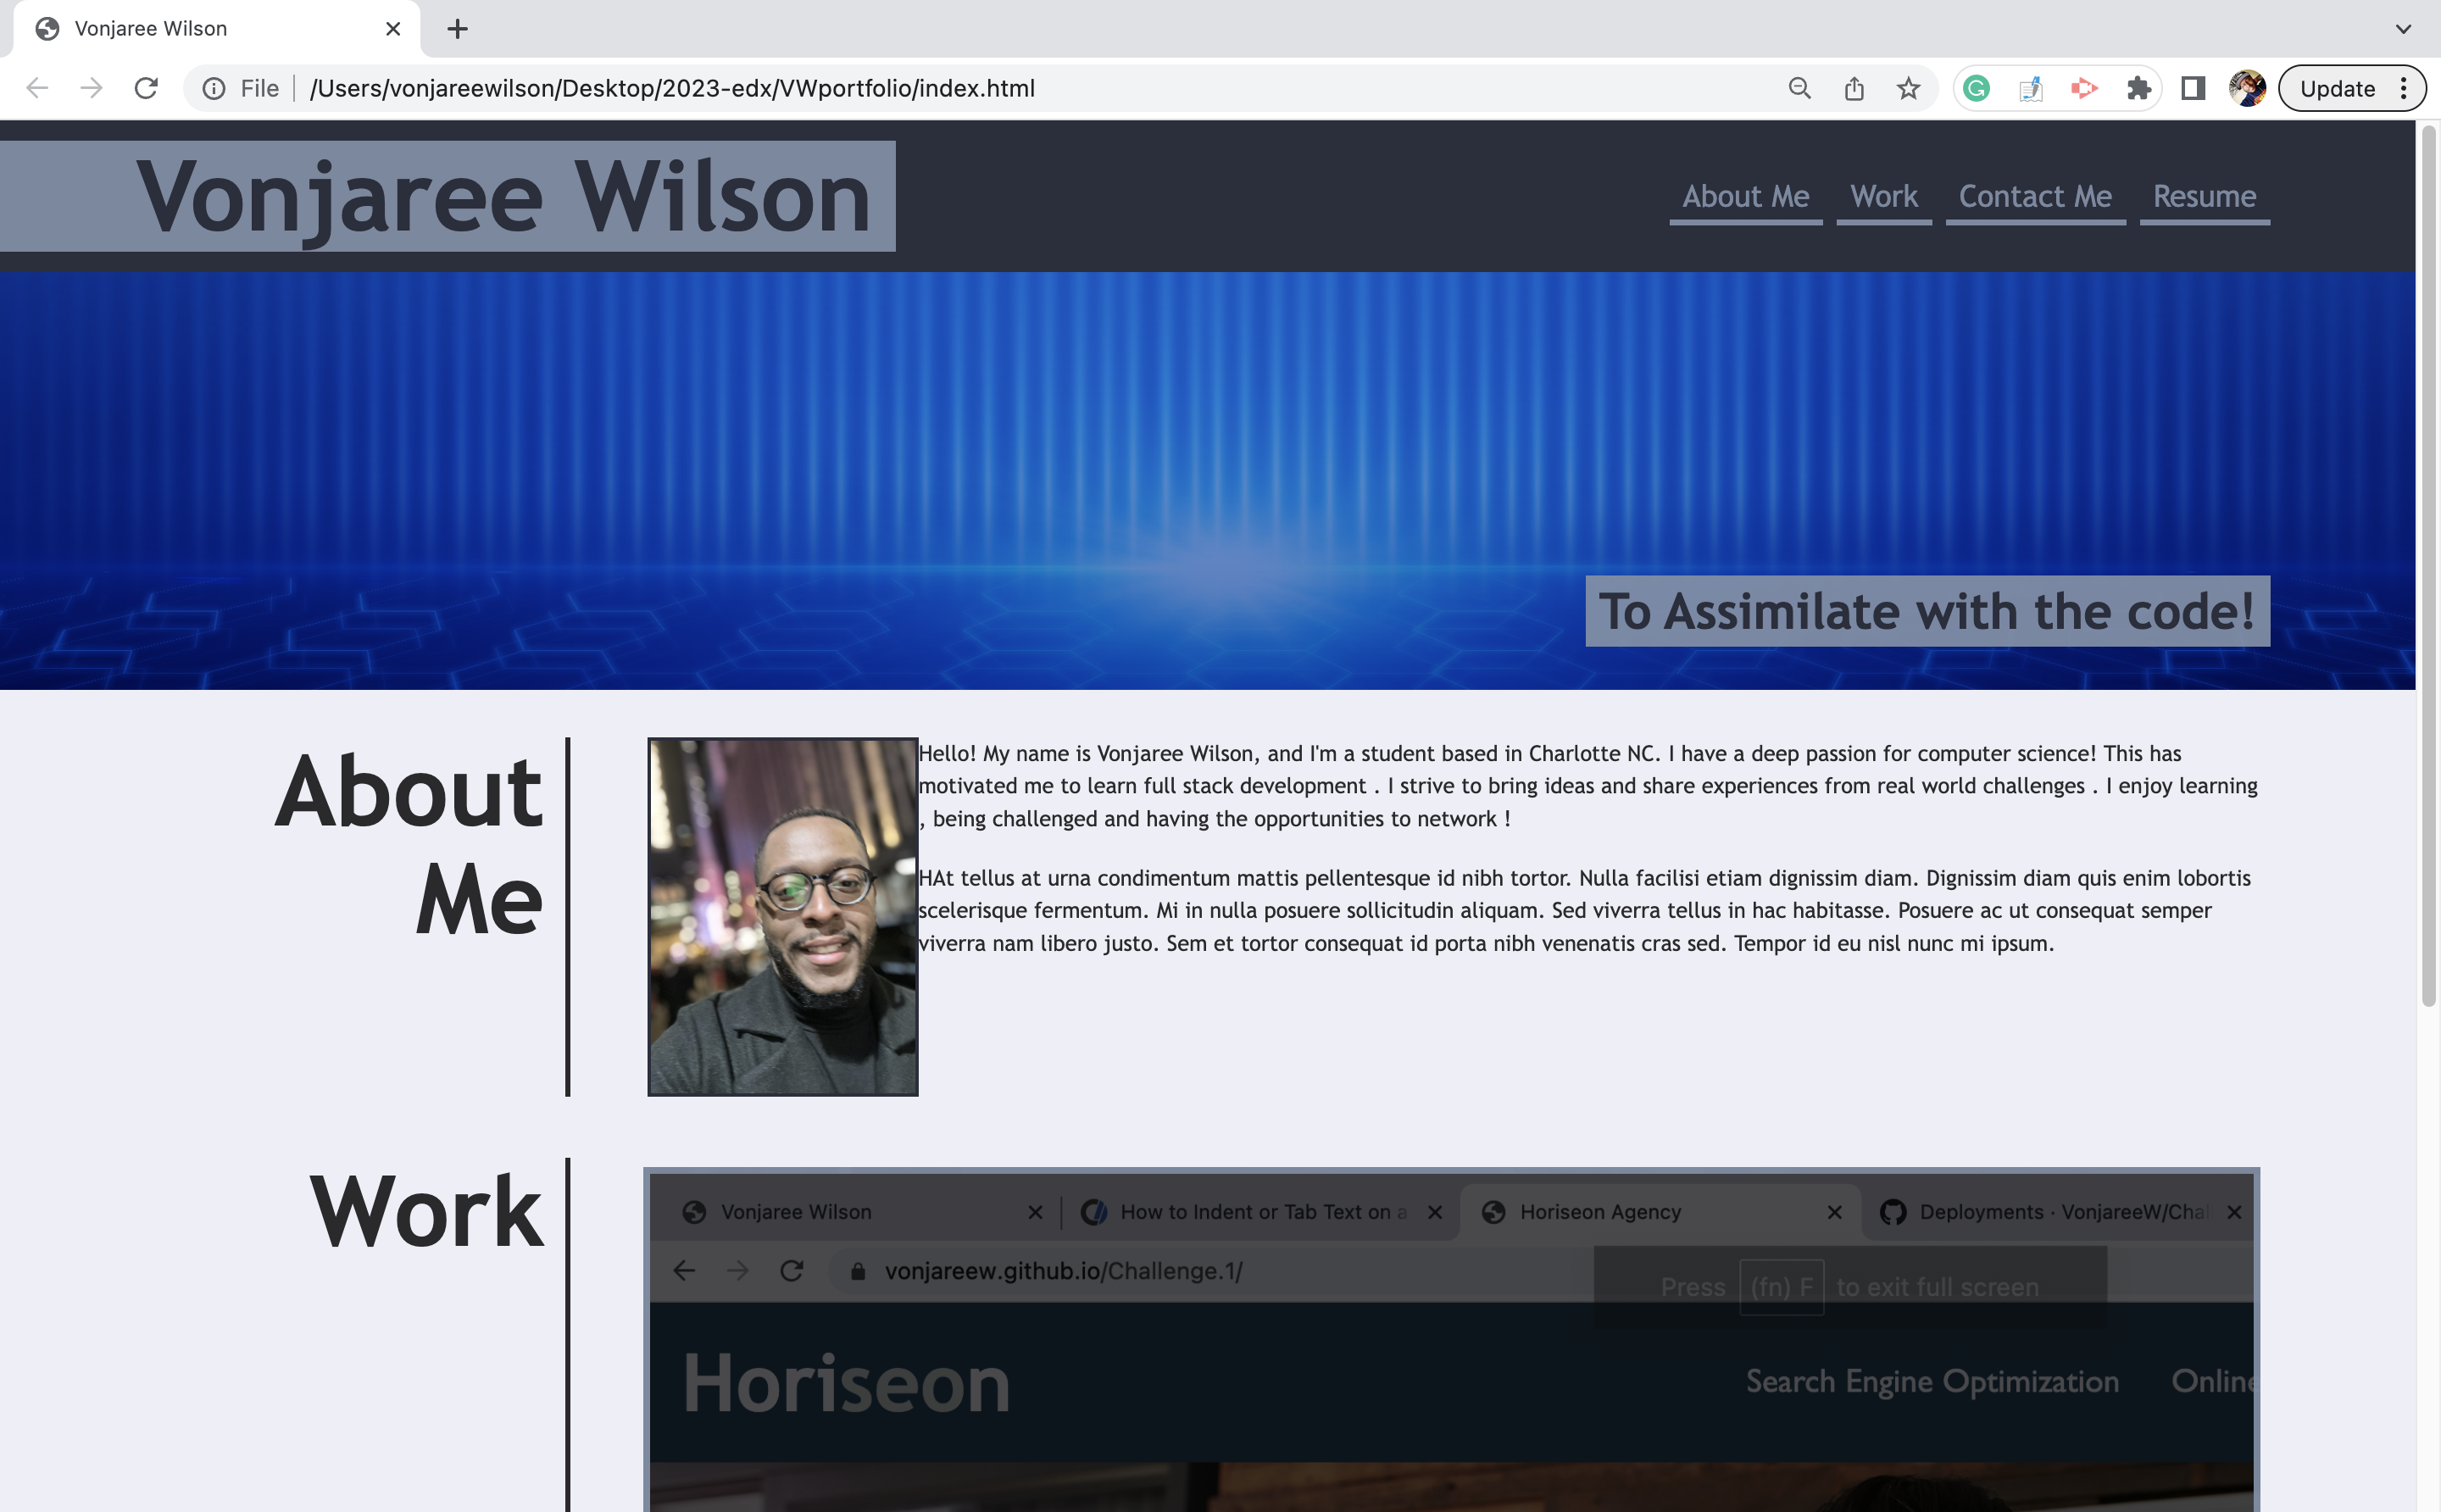 Vonjaree Wilson
File /Users/vonjareewilson/Desktop/2023-edx/VWportfolio/index.html
Update
Vonjaree Wilson
About Me Work Contact Me Resume
To Assimilate with the code!
About
Me
Hello! My name is Vonjaree Wilson, and I'm a student based in Charlotte NC. I have a deep passion for computer science! This has
motivated me to learn full stack development . I strive to bring ideas and share experiences from real world challenges . I enjoy learning
, being challenged and having the opportunities to network !
HAt tellus at urna condimentum mattis pellentesque id nibh tortor. Nulla facilisi etiam dignissim diam. Dignissim diam quis enim lobortis
scelerisque fermentum. Mi in nulla posuere sollicitudin aliquam. Sed viverra tellus in hac habitasse. Posuere ac ut consequat semper
viverra nam libero justo. Sem et tortor consequat id porta nibh venenatis cras sed. Tempor id eu nisl nunc mi ipsum.
Work
Vonjaree Wilson How to Indent or Tab Text on a Horiseon Agency Deployments · VonjareeW/Chal
vonjareew.github.io/Challenge.1/
Press (fn) F to exit full screen
Horiseon
Search Engine Optimization Online